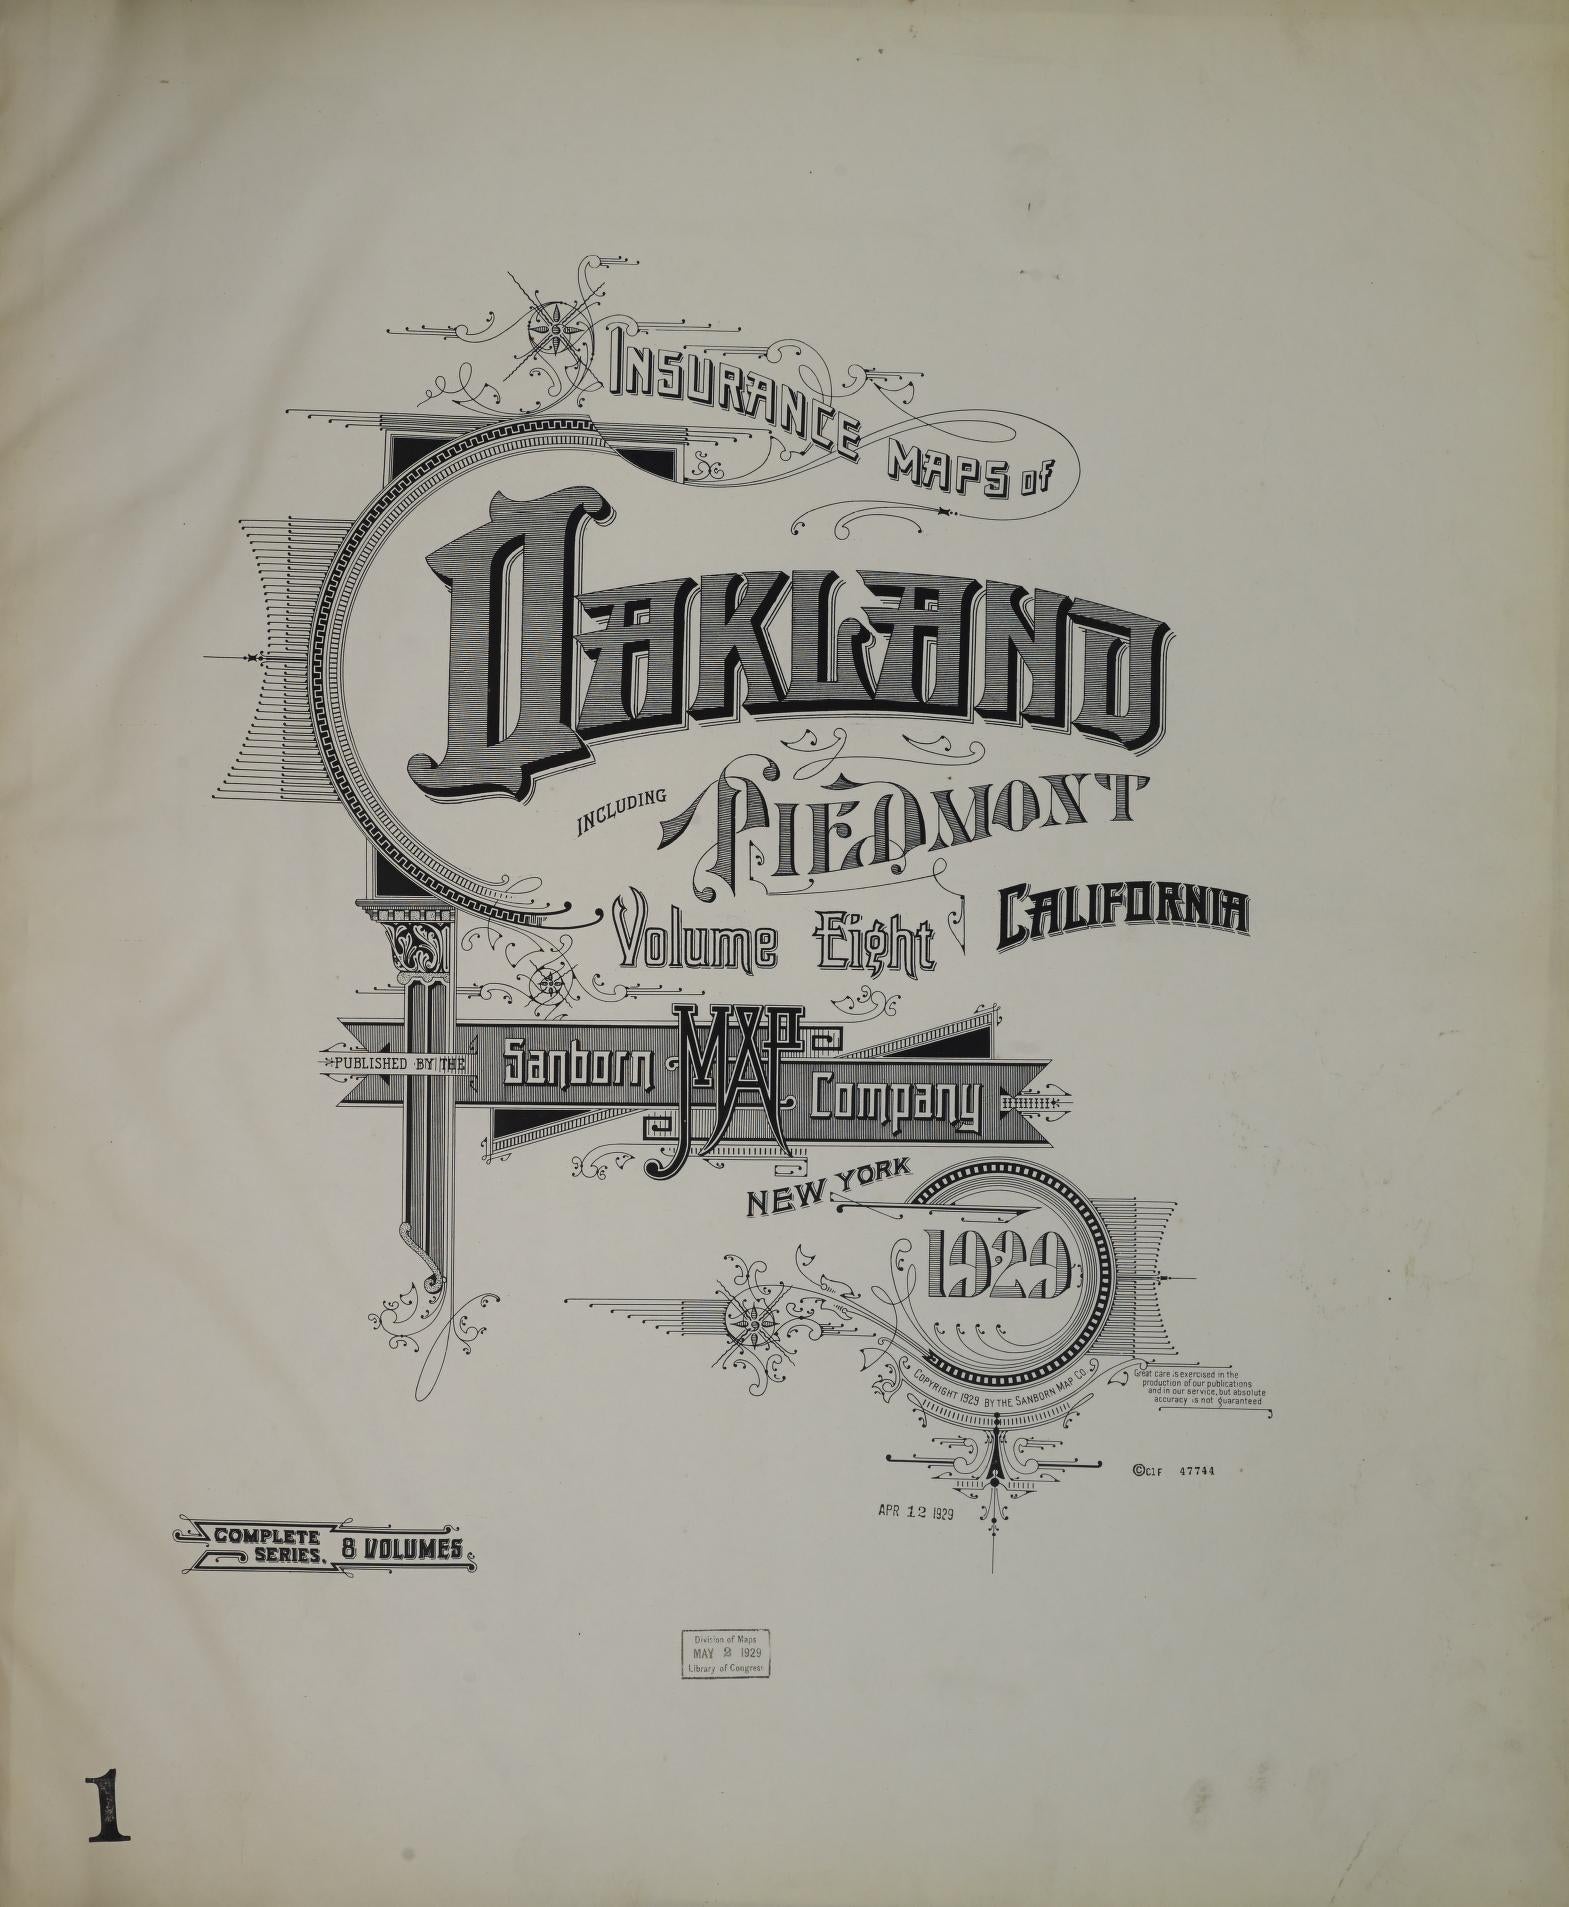 INSURANCE MAPS of
OAKLAND
INCLUDING PIEDMONT
Volume Eight CALIFORNIA
PUBLISHED BY THE Sanborn MAP Company
NEW YORK
1929
COPYRIGHT 1929 BY THE SANBORN MAP CO.
Great care is exercised in the
production of our publications
and in our service, but absolute
accuracy is not guaranteed
©Cl F 47744
APR 12 1929
COMPLETE
SERIES. 8 VOLUMES
Division of Maps
MAY 2 1929
Library of Congress
1